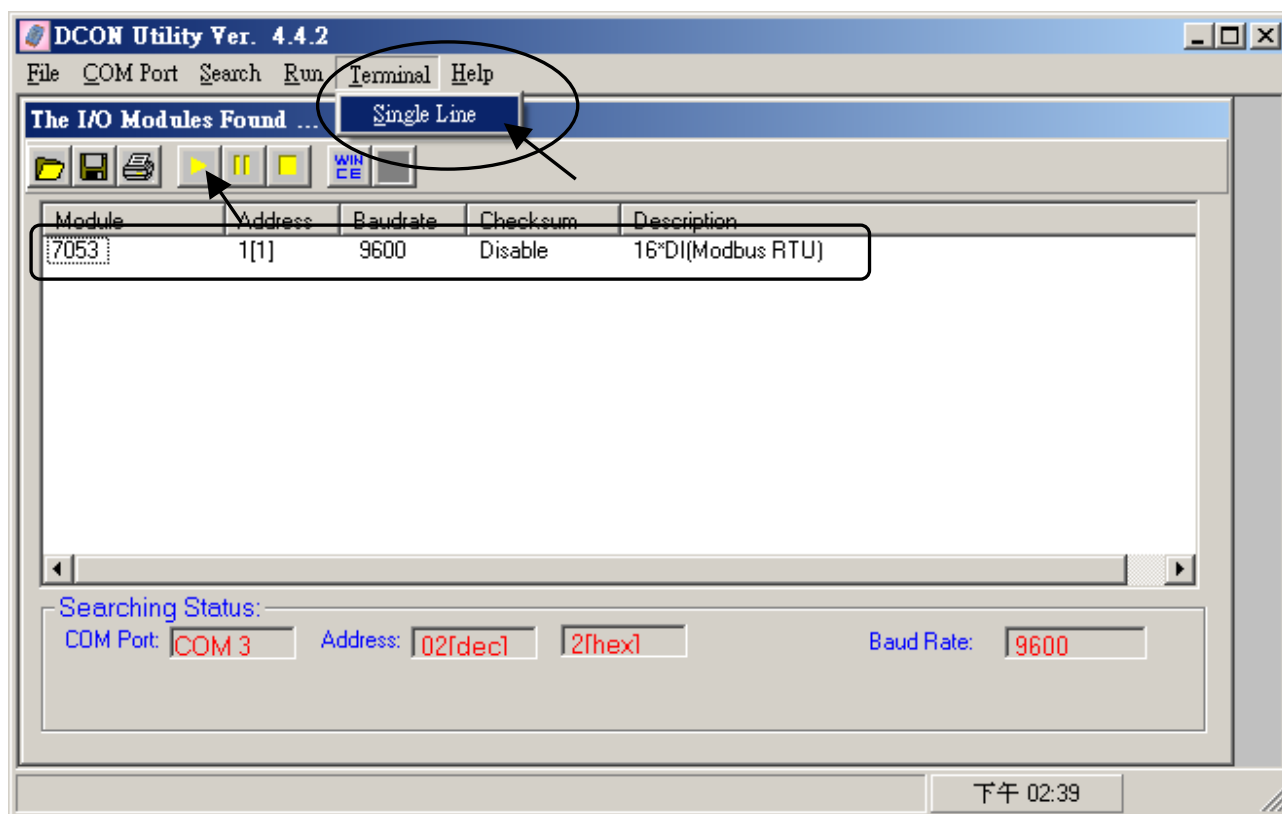 DCON Utility Ver. 4.4.2
File COM Port Search Run Terminal Help
Single Line
The I/O Modules Found ...
WIN CE
Module Address Baudrate Checksum Description
7053 1[1] 9600 Disable 16*DI(Modbus RTU)
Searching Status:
COM Port: COM 3 Address: 02[dec] 2[hex] Baud Rate: 9600
下午 02:39